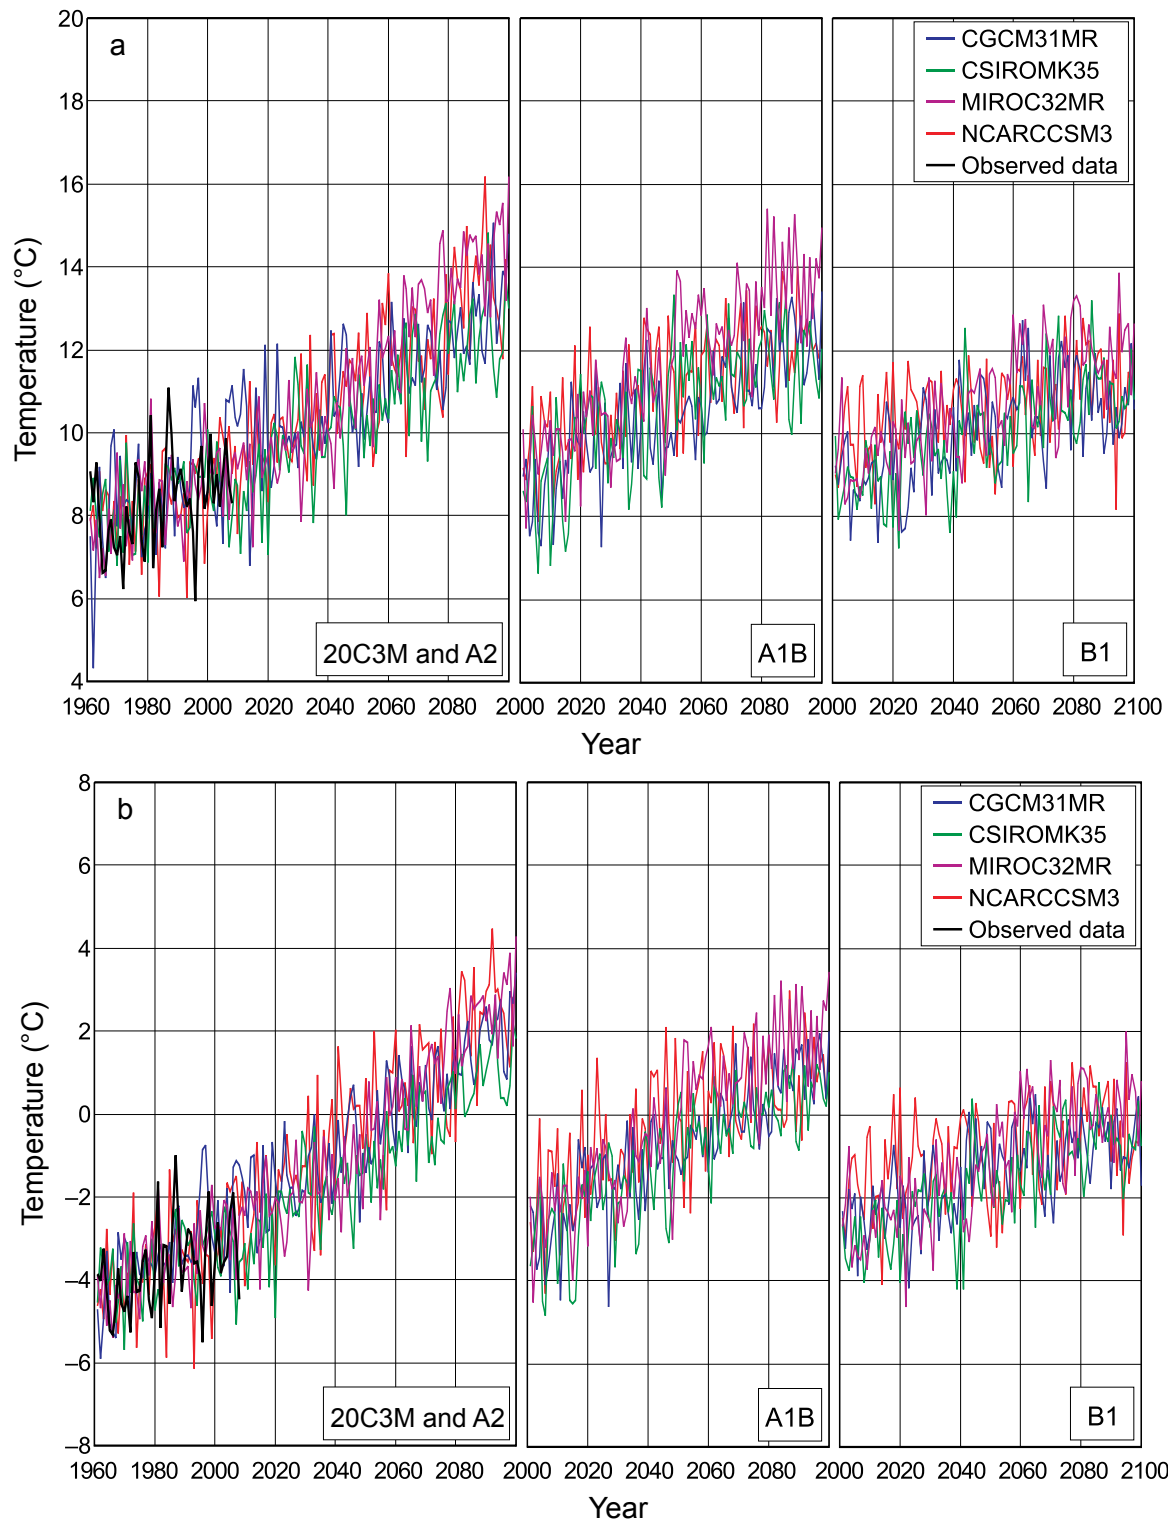 a
20
18
16
14
12
10
8
6
4
Temperature (°C)
CGCM31MR
CSIROMK35
MIROC32MR
NCARCCSM3
Observed data
20C3M and A2
A1B
B1
1960 1980 2000 2020 2040 2060 2080 2000 2020 2040 2060 2080 2000 2020 2040 2060 2080 2100
Year
b
8
6
4
2
0
–2
–4
–6
–8
Temperature (°C)
CGCM31MR
CSIROMK35
MIROC32MR
NCARCCSM3
Observed data
20C3M and A2
A1B
B1
1960 1980 2000 2020 2040 2060 2080 2000 2020 2040 2060 2080 2000 2020 2040 2060 2080 2100
Year